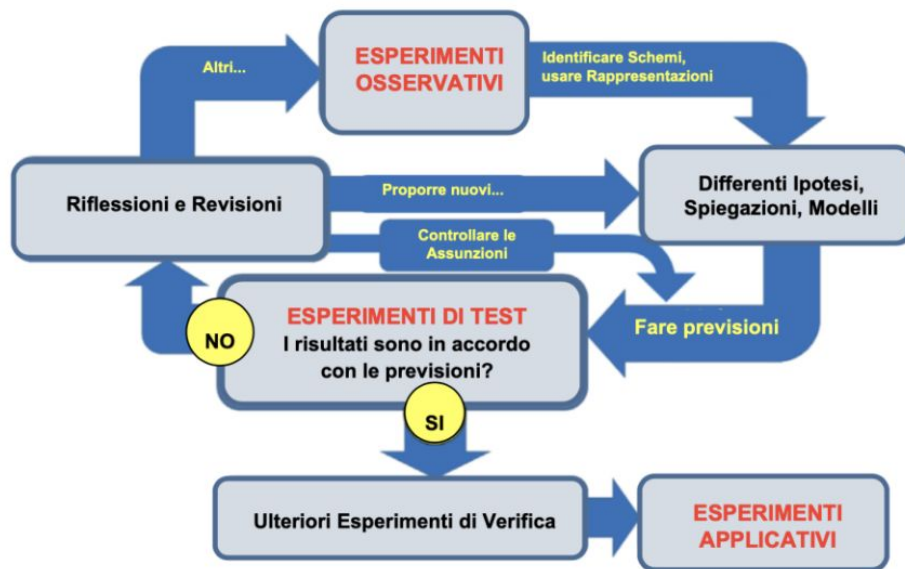 Altri...
ESPERIMENTI
OSSERVATIVI
Identificare Schemi,
usare Rappresentazioni
Riflessioni e Revisioni
Proporre nuovi...
Differenti Ipotesi,
Spiegazioni, Modelli
Controllare le
Assunzioni
ESPERIMENTI DI TEST
I risultati sono in accordo
con le previsioni?
Fare previsioni
NO
SI
Ulteriori Esperimenti di Verifica
ESPERIMENTI
APPLICATIVI